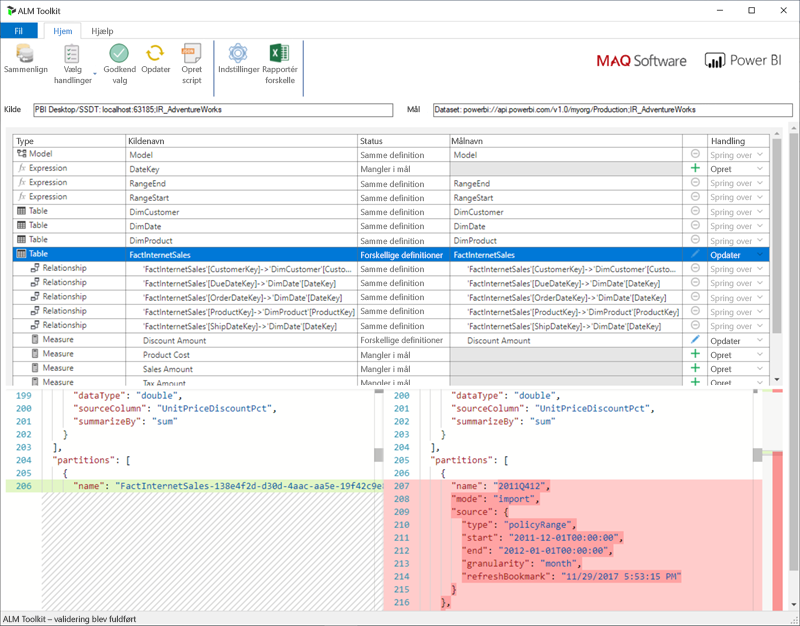 ALM Toolkit
Fil Hjem Hjælp
Sammenlign Vælg handlinger Godkend valg Opdater Opret script Indstillinger Rapportér forskelle
MAQ Software Power BI
Kilde PBI Desktop/SSDT: localhost:63185;IR_AdventureWorks Mål Dataset: powerbi://api.powerbi.com/v1.0/myorg/Production;IR_AdventureWorks
Type Kildenavn Status Målnavn Handling
Model Model Samme definition Model Spring over
Expression DateKey Mangler i mål Opret
Expression RangeEnd Samme definition RangeEnd Spring over
Expression RangeStart Samme definition RangeStart Spring over
Table DimCustomer Samme definition DimCustomer Spring over
Table DimDate Samme definition DimDate Spring over
Table DimProduct Samme definition DimProduct Spring over
Table FactInternetSales Forskellige definitioner FactInternetSales Opdater
Relationship 'FactInternetSales'[CustomerKey]->'DimCustomer'[Custo... Samme definition 'FactInternetSales'[CustomerKey]->'DimCustomer'[Custo... Spring over
Relationship 'FactInternetSales'[DueDateKey]->'DimDate'[DateKey] Samme definition 'FactInternetSales'[DueDateKey]->'DimDate'[DateKey] Spring over
Relationship 'FactInternetSales'[OrderDateKey]->'DimDate'[DateKey] Samme definition 'FactInternetSales'[OrderDateKey]->'DimDate'[DateKey] Spring over
Relationship 'FactInternetSales'[ProductKey]->'DimProduct'[ProductKey] Samme definition 'FactInternetSales'[ProductKey]->'DimProduct'[ProductKey] Spring over
Relationship 'FactInternetSales'[ShipDateKey]->'DimDate'[DateKey] Samme definition 'FactInternetSales'[ShipDateKey]->'DimDate'[DateKey] Spring over
Measure Discount Amount Forskellige definitioner Discount Amount Opdater
Measure Product Cost Mangler i mål Opret
Measure Sales Amount Mangler i mål Opret
Measure Tax Amount Mangler i mål Opret
199 "dataType": "double",
200 "sourceColumn": "UnitPriceDiscountPct",
201 "summarizeBy": "sum"
202 }
203 ],
204 "partitions": [
205 {
206 "name": "FactInternetSales-138e4f2d-d30d-4aac-aa5e-19f42c9e
200 "dataType": "double",
201 "sourceColumn": "UnitPriceDiscountPct",
202 "summarizeBy": "sum"
203 }
204 ],
205 "partitions": [
206 {
207 "name": "2011Q412",
208 "mode": "import",
209 "source": {
210 "type": "policyRange",
211 "start": "2011-12-01T00:00:00",
212 "end": "2012-01-01T00:00:00",
213 "granularity": "month",
214 "refreshBookmark": "11/29/2017 5:53:15 PM"
215 }
216 },
ALM Toolkit – validering blev fuldført